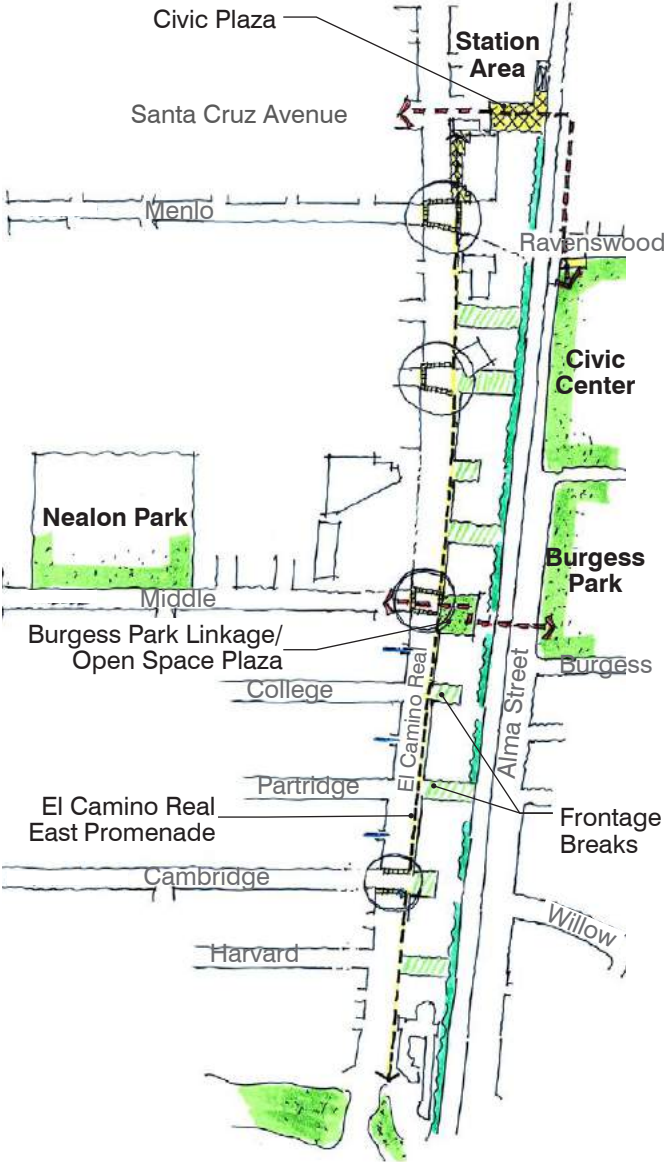 Civic Plaza
Station
Area
Santa Cruz Avenue
Menlo
Ravenswood
Civic
Center
Nealon Park
Burgess
Park
Middle
Burgess Park Linkage/
Open Space Plaza
Burgess
College
El Camino Real
Alma Street
Partridge
El Camino Real
East Promenade
Frontage
Breaks
Cambridge
Willow
Harvard